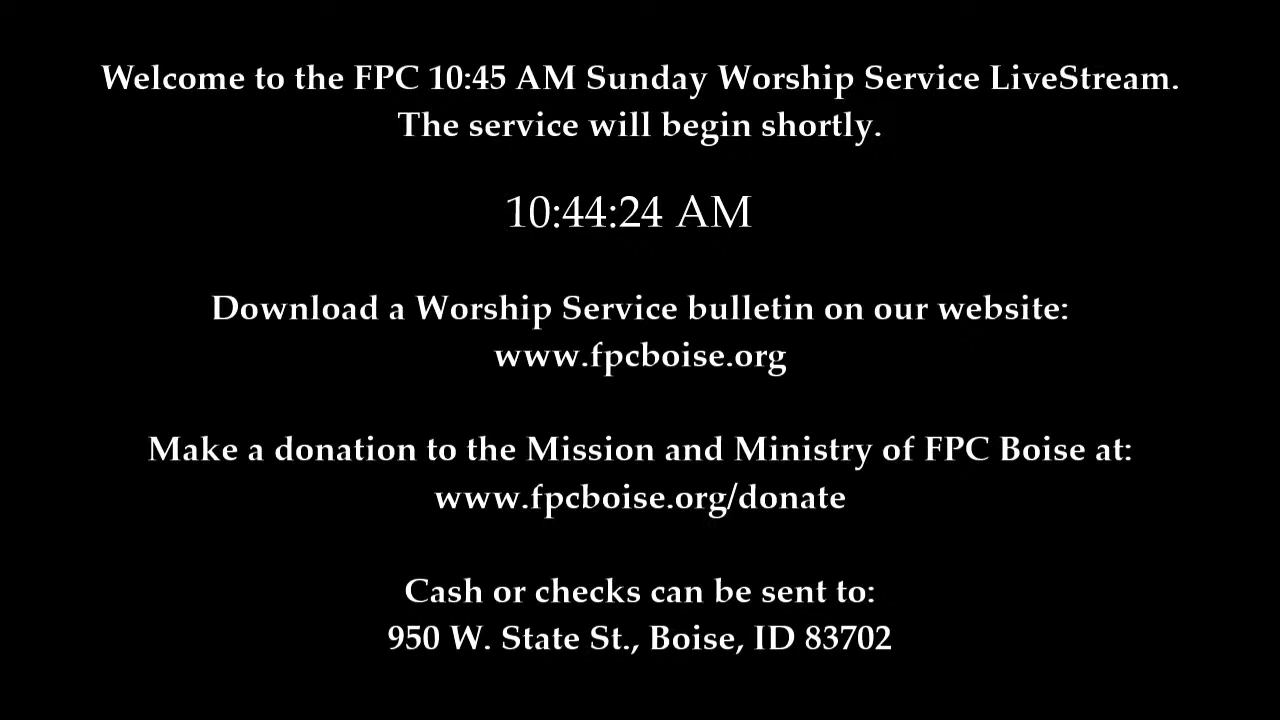 Welcome to the FPC 10:45 AM Sunday Worship Service LiveStream.
The service will begin shortly.
10:44:24 AM
Download a Worship Service bulletin on our website:
www.fpcboise.org
Make a donation to the Mission and Ministry of FPC Boise at:
www.fpcboise.org/donate
Cash or checks can be sent to:
950 W. State St., Boise, ID 83702